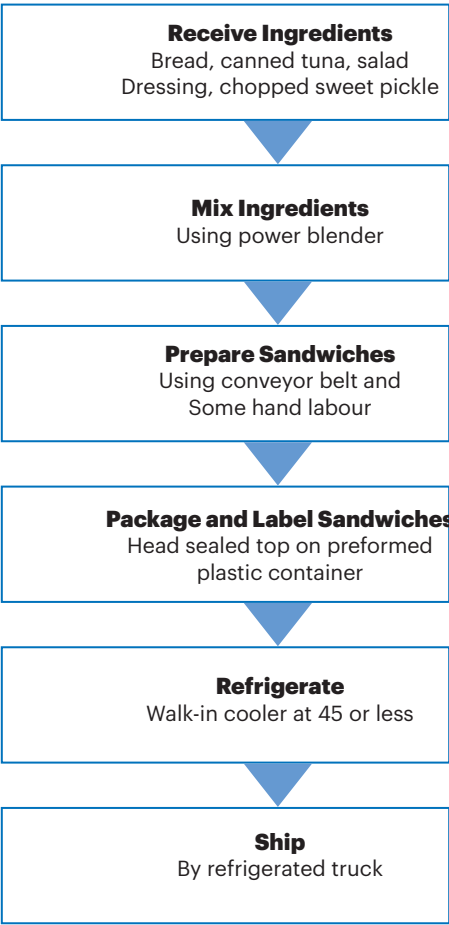 Receive Ingredients
Bread, canned tuna, salad
Dressing, chopped sweet pickle
Mix Ingredients
Using power blender
Prepare Sandwiches
Using conveyor belt and
Some hand labour
Package and Label Sandwiches
Head sealed top on preformed
plastic container
Refrigerate
Walk-in cooler at 45 or less
Ship
By refrigerated truck